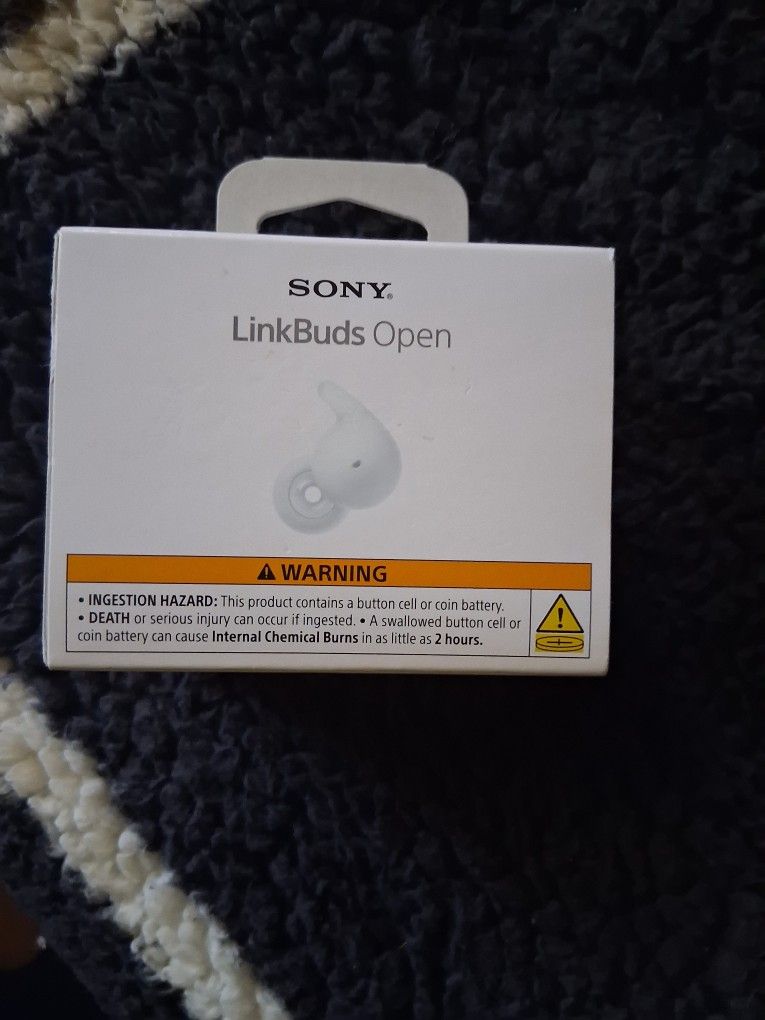 SONY®
LinkBuds Open
⚠ WARNING
• INGESTION HAZARD: This product contains a button cell or coin battery.
• DEATH or serious injury can occur if ingested. • A swallowed button cell or
coin battery can cause Internal Chemical Burns in as little as 2 hours.